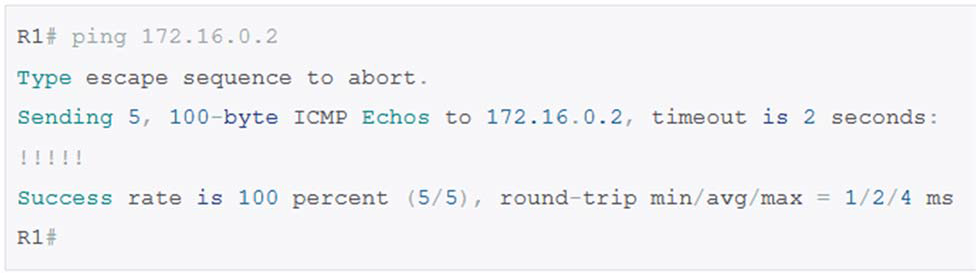 R1# ping 172.16.0.2
Type escape sequence to abort.
Sending 5, 100-byte ICMP Echos to 172.16.0.2, timeout is 2 seconds:
!!!!!
Success rate is 100 percent (5/5), round-trip min/avg/max = 1/2/4 ms
R1#